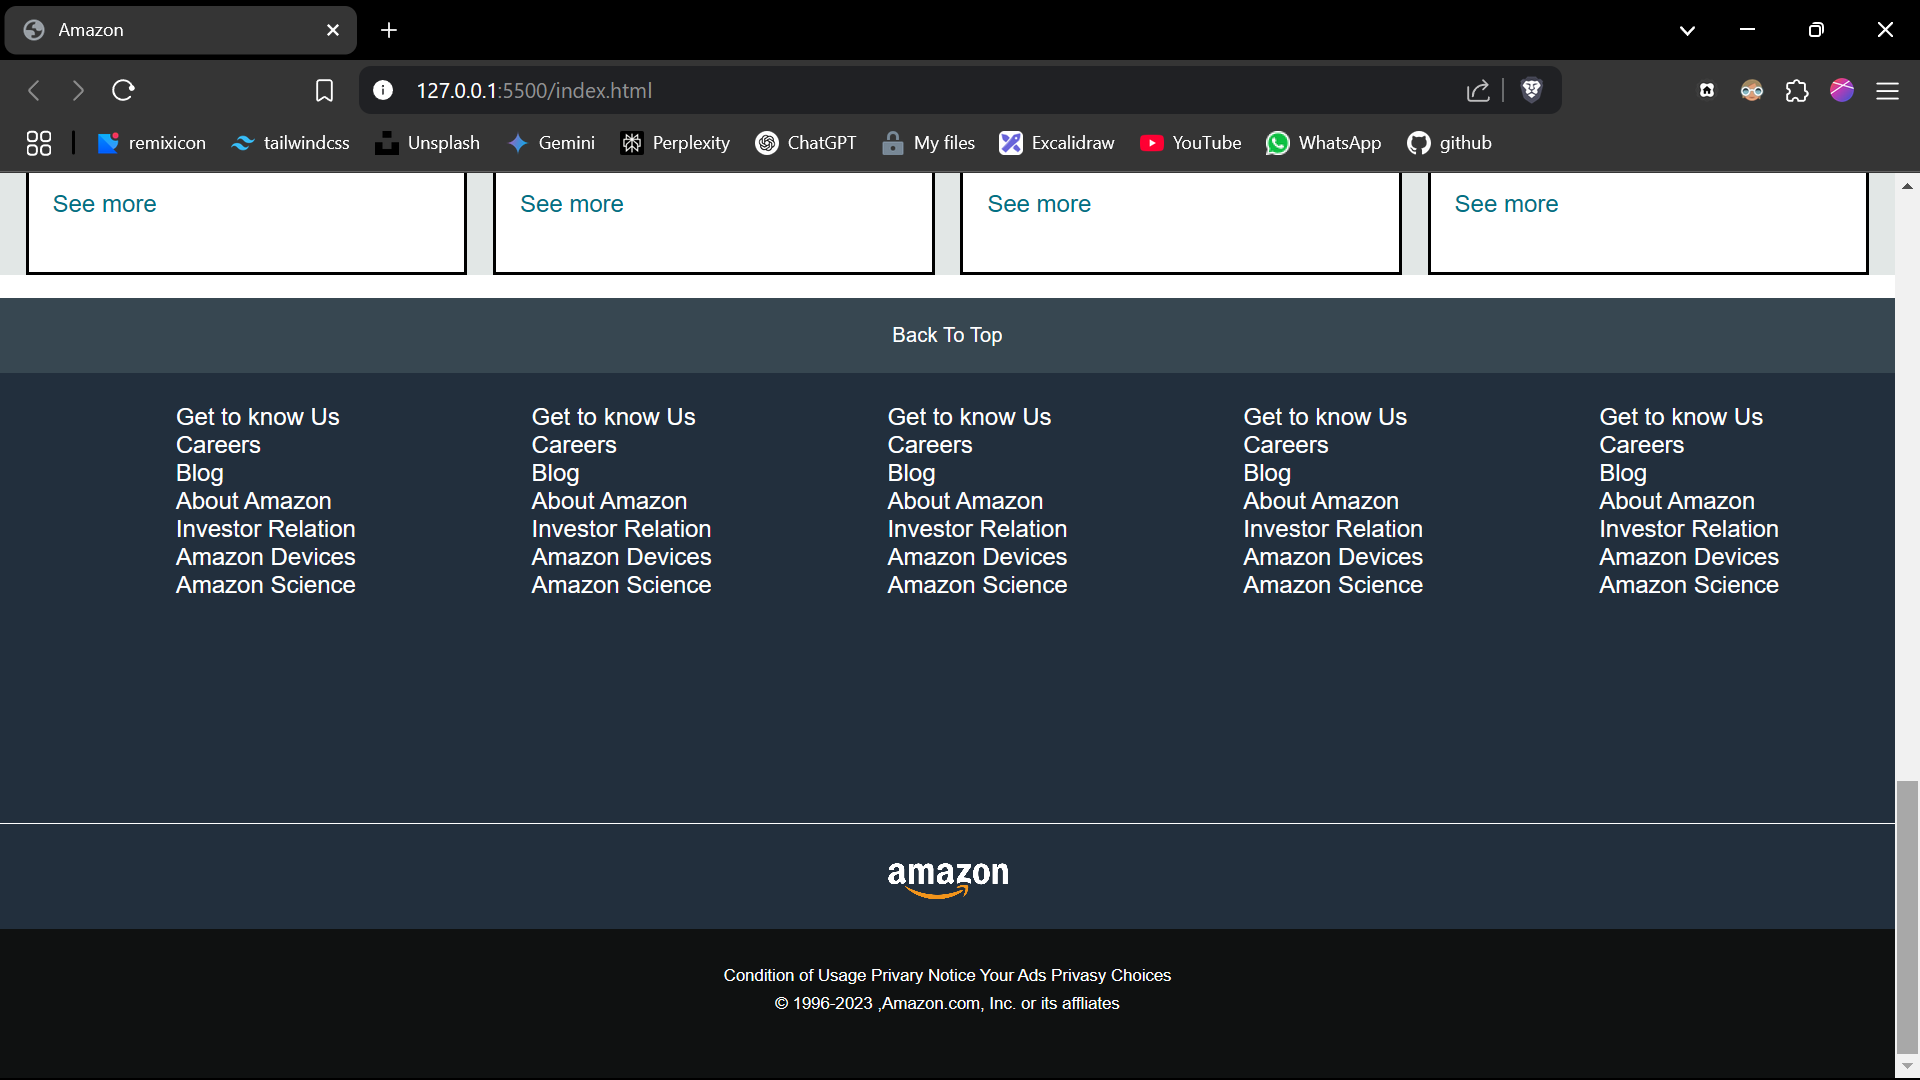 Amazon
127.0.0.1:5500/index.html
remixicon tailwindcss Unsplash Gemini Perplexity ChatGPT My files Excalidraw YouTube WhatsApp github
See more See more See more See more
Back To Top
Get to know Us Get to know Us Get to know Us Get to know Us Get to know Us
Careers Careers Careers Careers Careers
Blog Blog Blog Blog Blog
About Amazon About Amazon About Amazon About Amazon About Amazon
Investor Relation Investor Relation Investor Relation Investor Relation Investor Relation
Amazon Devices Amazon Devices Amazon Devices Amazon Devices Amazon Devices
Amazon Science Amazon Science Amazon Science Amazon Science Amazon Science
amazon
Condition of Usage Privary Notice Your Ads Privasy Choices
© 1996-2023 ,Amazon.com, Inc. or its affliates